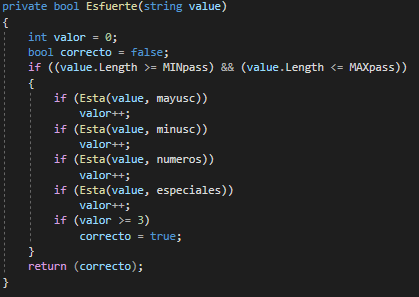 private bool Esfuerte(string value)
{
int valor = 0;
bool correcto = false;
if ((value.Length >= MINpass) && (value.Length <= MAXpass))
{
if (Esta(value, mayusc))
valor++;
if (Esta(value, minusc))
valor++;
if (Esta(value, numeros))
valor++;
if (Esta(value, especiales))
valor++;
if (valor >= 3)
correcto = true;
}
return (correcto);
}